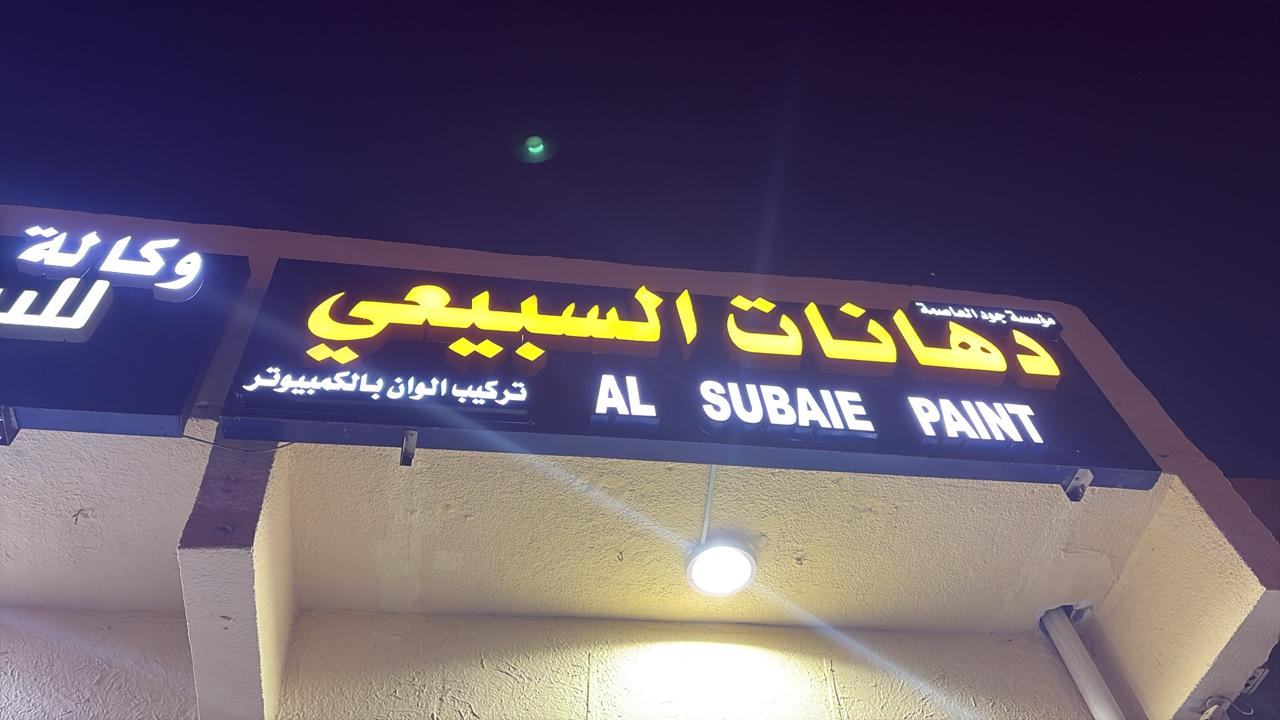 مؤسسة جود العاصمة
دهانات السبيعي
AL SUBAIE PAINT
تركيب الوان بالكمبيوتر
وكالة